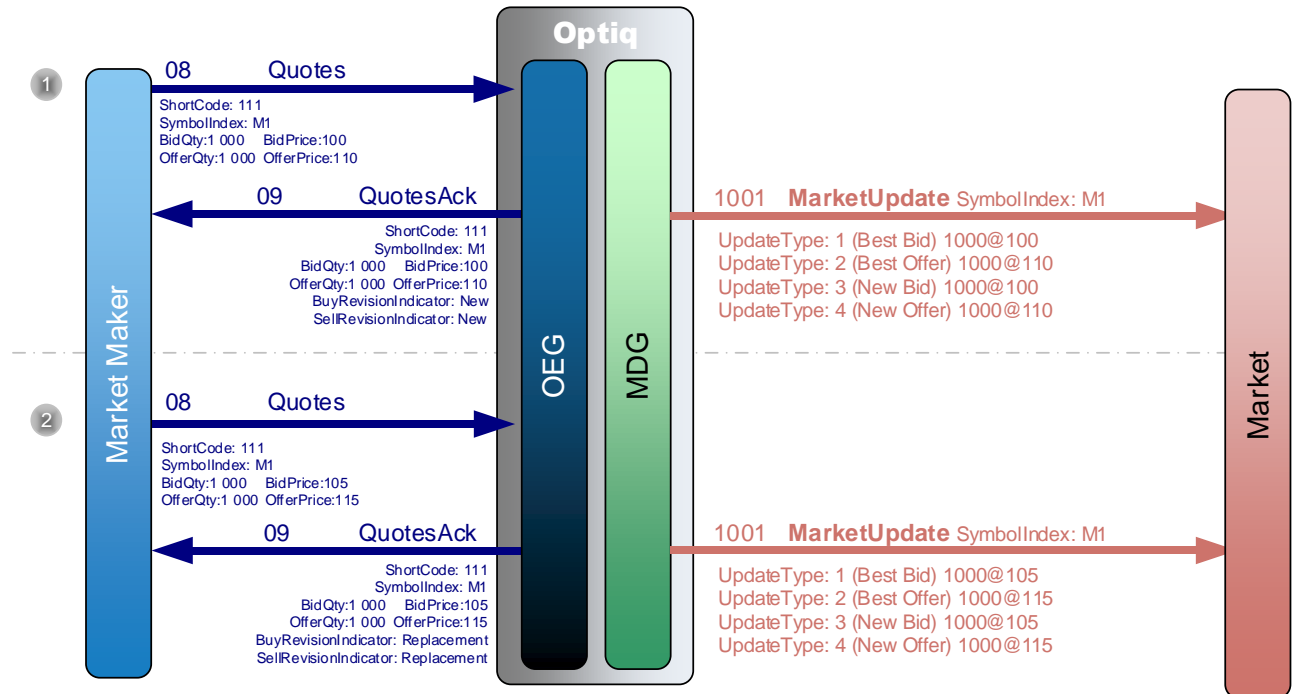 Optiq
1
08 Quotes
ShortCode: 111
SymbolIndex: M1
BidQty:1 000 BidPrice:100
OfferQty:1 000 OfferPrice:110
09 QuotesAck
ShortCode: 111
SymbolIndex: M1
BidQty:1 000 BidPrice:100
OfferQty:1 000 OfferPrice:110
BuyRevisionIndicator: New
SellRevisionIndicator: New
1001 MarketUpdate SymbolIndex: M1
UpdateType: 1 (Best Bid) 1000@100
UpdateType: 2 (Best Offer) 1000@110
UpdateType: 3 (New Bid) 1000@100
UpdateType: 4 (New Offer) 1000@110
Market Maker
OEG
MDG
Market
2
08 Quotes
ShortCode: 111
SymbolIndex: M1
BidQty:1 000 BidPrice:105
OfferQty:1 000 OfferPrice:115
09 QuotesAck
ShortCode: 111
SymbolIndex: M1
BidQty:1 000 BidPrice:105
OfferQty:1 000 OfferPrice:115
BuyRevisionIndicator: Replacement
SellRevisionIndicator: Replacement
1001 MarketUpdate SymbolIndex: M1
UpdateType: 1 (Best Bid) 1000@105
UpdateType: 2 (Best Offer) 1000@115
UpdateType: 3 (New Bid) 1000@105
UpdateType: 4 (New Offer) 1000@115